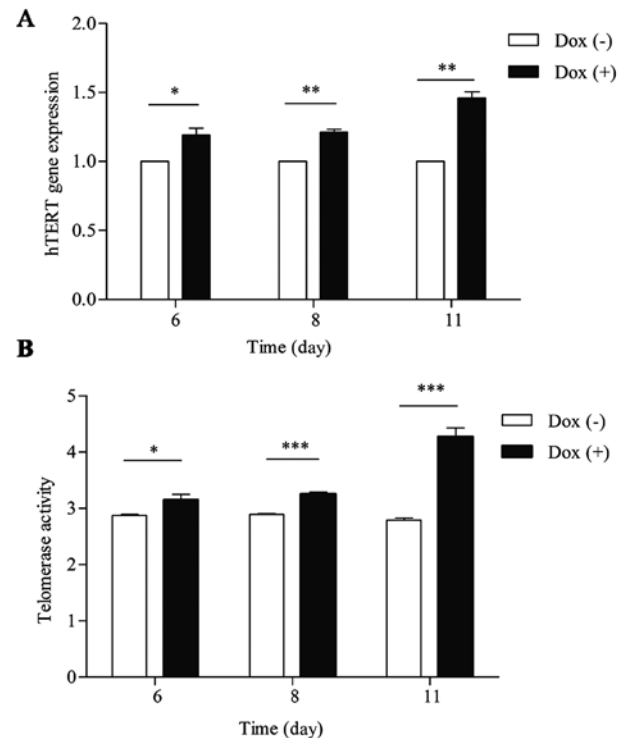 A
2.0
1.5
1.0
0.5
0.0
hTERT gene expression
*
**
**
6
8
11
Time (day)
Dox (-)
Dox (+)
B
5
4
3
2
1
0
Telomerase activity
*
***
***
6
8
11
Time (day)
Dox (-)
Dox (+)